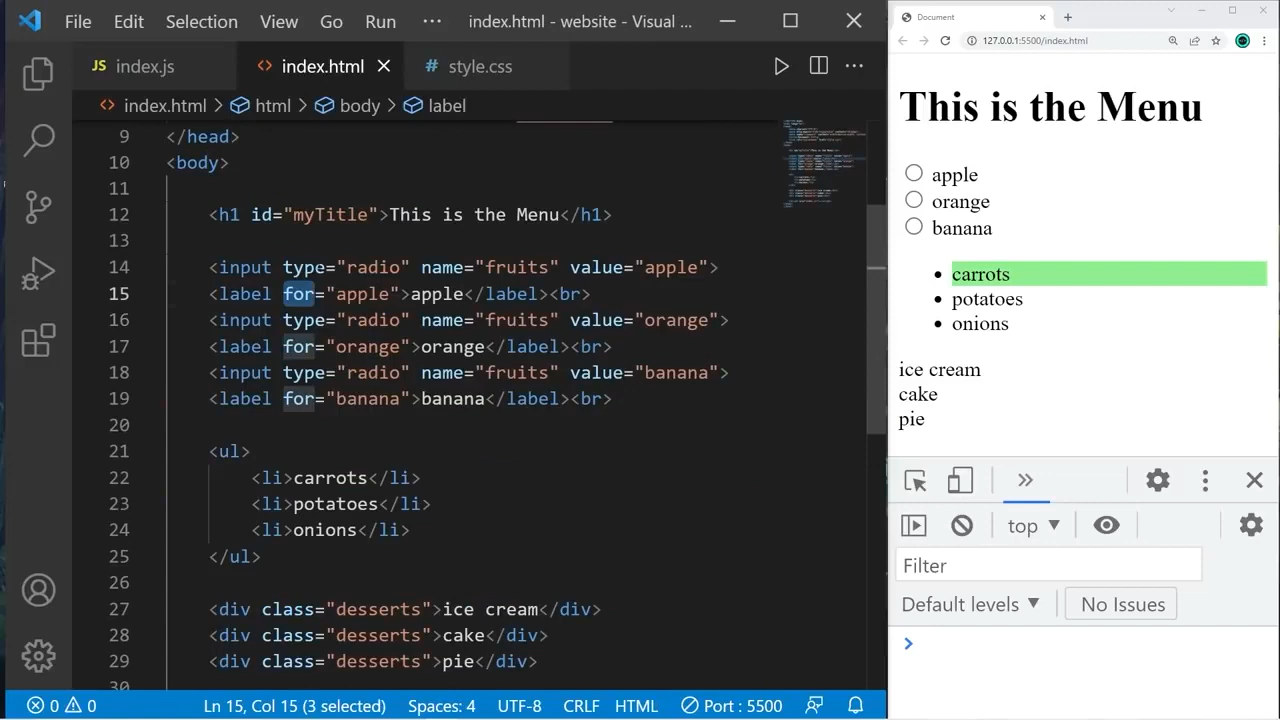 File Edit Selection View Go Run ··· index.html - website - Visual ...
JS index.js <> index.html # style.css ···
<> index.html > html > body > label
9 </head>
10 <body>
11
12 <h1 id="myTitle">This is the Menu</h1>
13
14 <input type="radio" name="fruits" value="apple">
15 <label for="apple">apple</label><br>
16 <input type="radio" name="fruits" value="orange">
17 <label for="orange">orange</label><br>
18 <input type="radio" name="fruits" value="banana">
19 <label for="banana">banana</label><br>
20
21 <ul>
22 <li>carrots</li>
23 <li>potatoes</li>
24 <li>onions</li>
25 </ul>
26
27 <div class="desserts">ice cream</div>
28 <div class="desserts">cake</div>
29 <div class="desserts">pie</div>
30
0 0 Ln 15, Col 15 (3 selected) Spaces: 4 UTF-8 CRLF HTML Port : 5500
Document
127.0.0.1:5500/index.html
This is the Menu
apple
orange
banana
• carrots
• potatoes
• onions
ice cream
cake
pie
top
Filter
Default levels No Issues